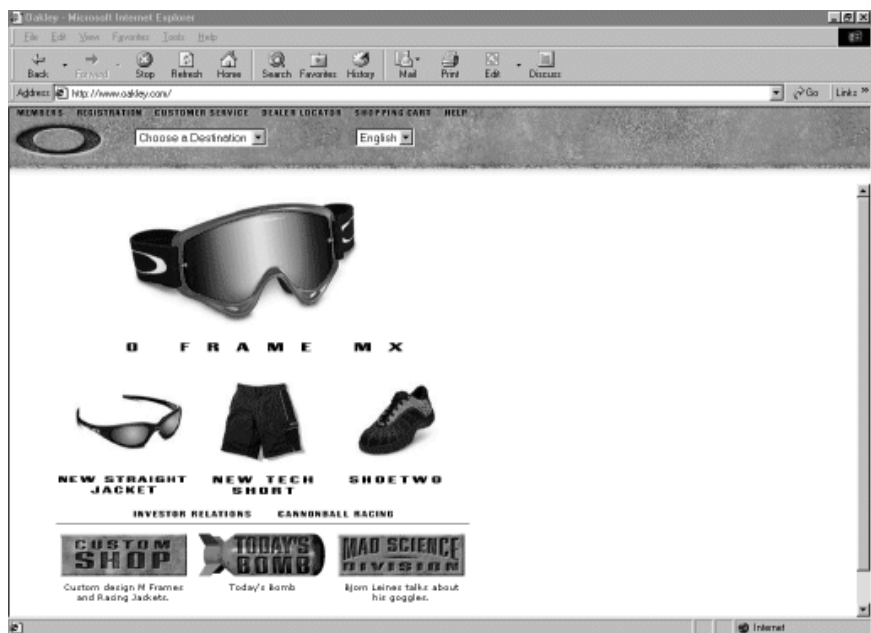 Oakley - Microsoft Internet Explorer
File Edit View Favorites Tools Help
Back Forward Stop Refresh Home Search Favorites History Mail Print Edit Discuss
Address http://www.oakley.com/ Go Links »
MEMBERS REGISTRATION CUSTOMER SERVICE DEALER LOCATOR SHOPPING CART HELP
Choose a Destination English
O FRAME MX
NEW STRAIGHT JACKET
NEW TECH SHORT
SHOETWO
INVESTOR RELATIONS CANNONBALL RACING
CUSTOM SHOP
TODAY'S BOMB
MAD SCIENCE DIVISION
Custom design M Frames
and Racing Jackets.
Today's Bomb
Bjorn Leines talks about
his goggles.
Internet